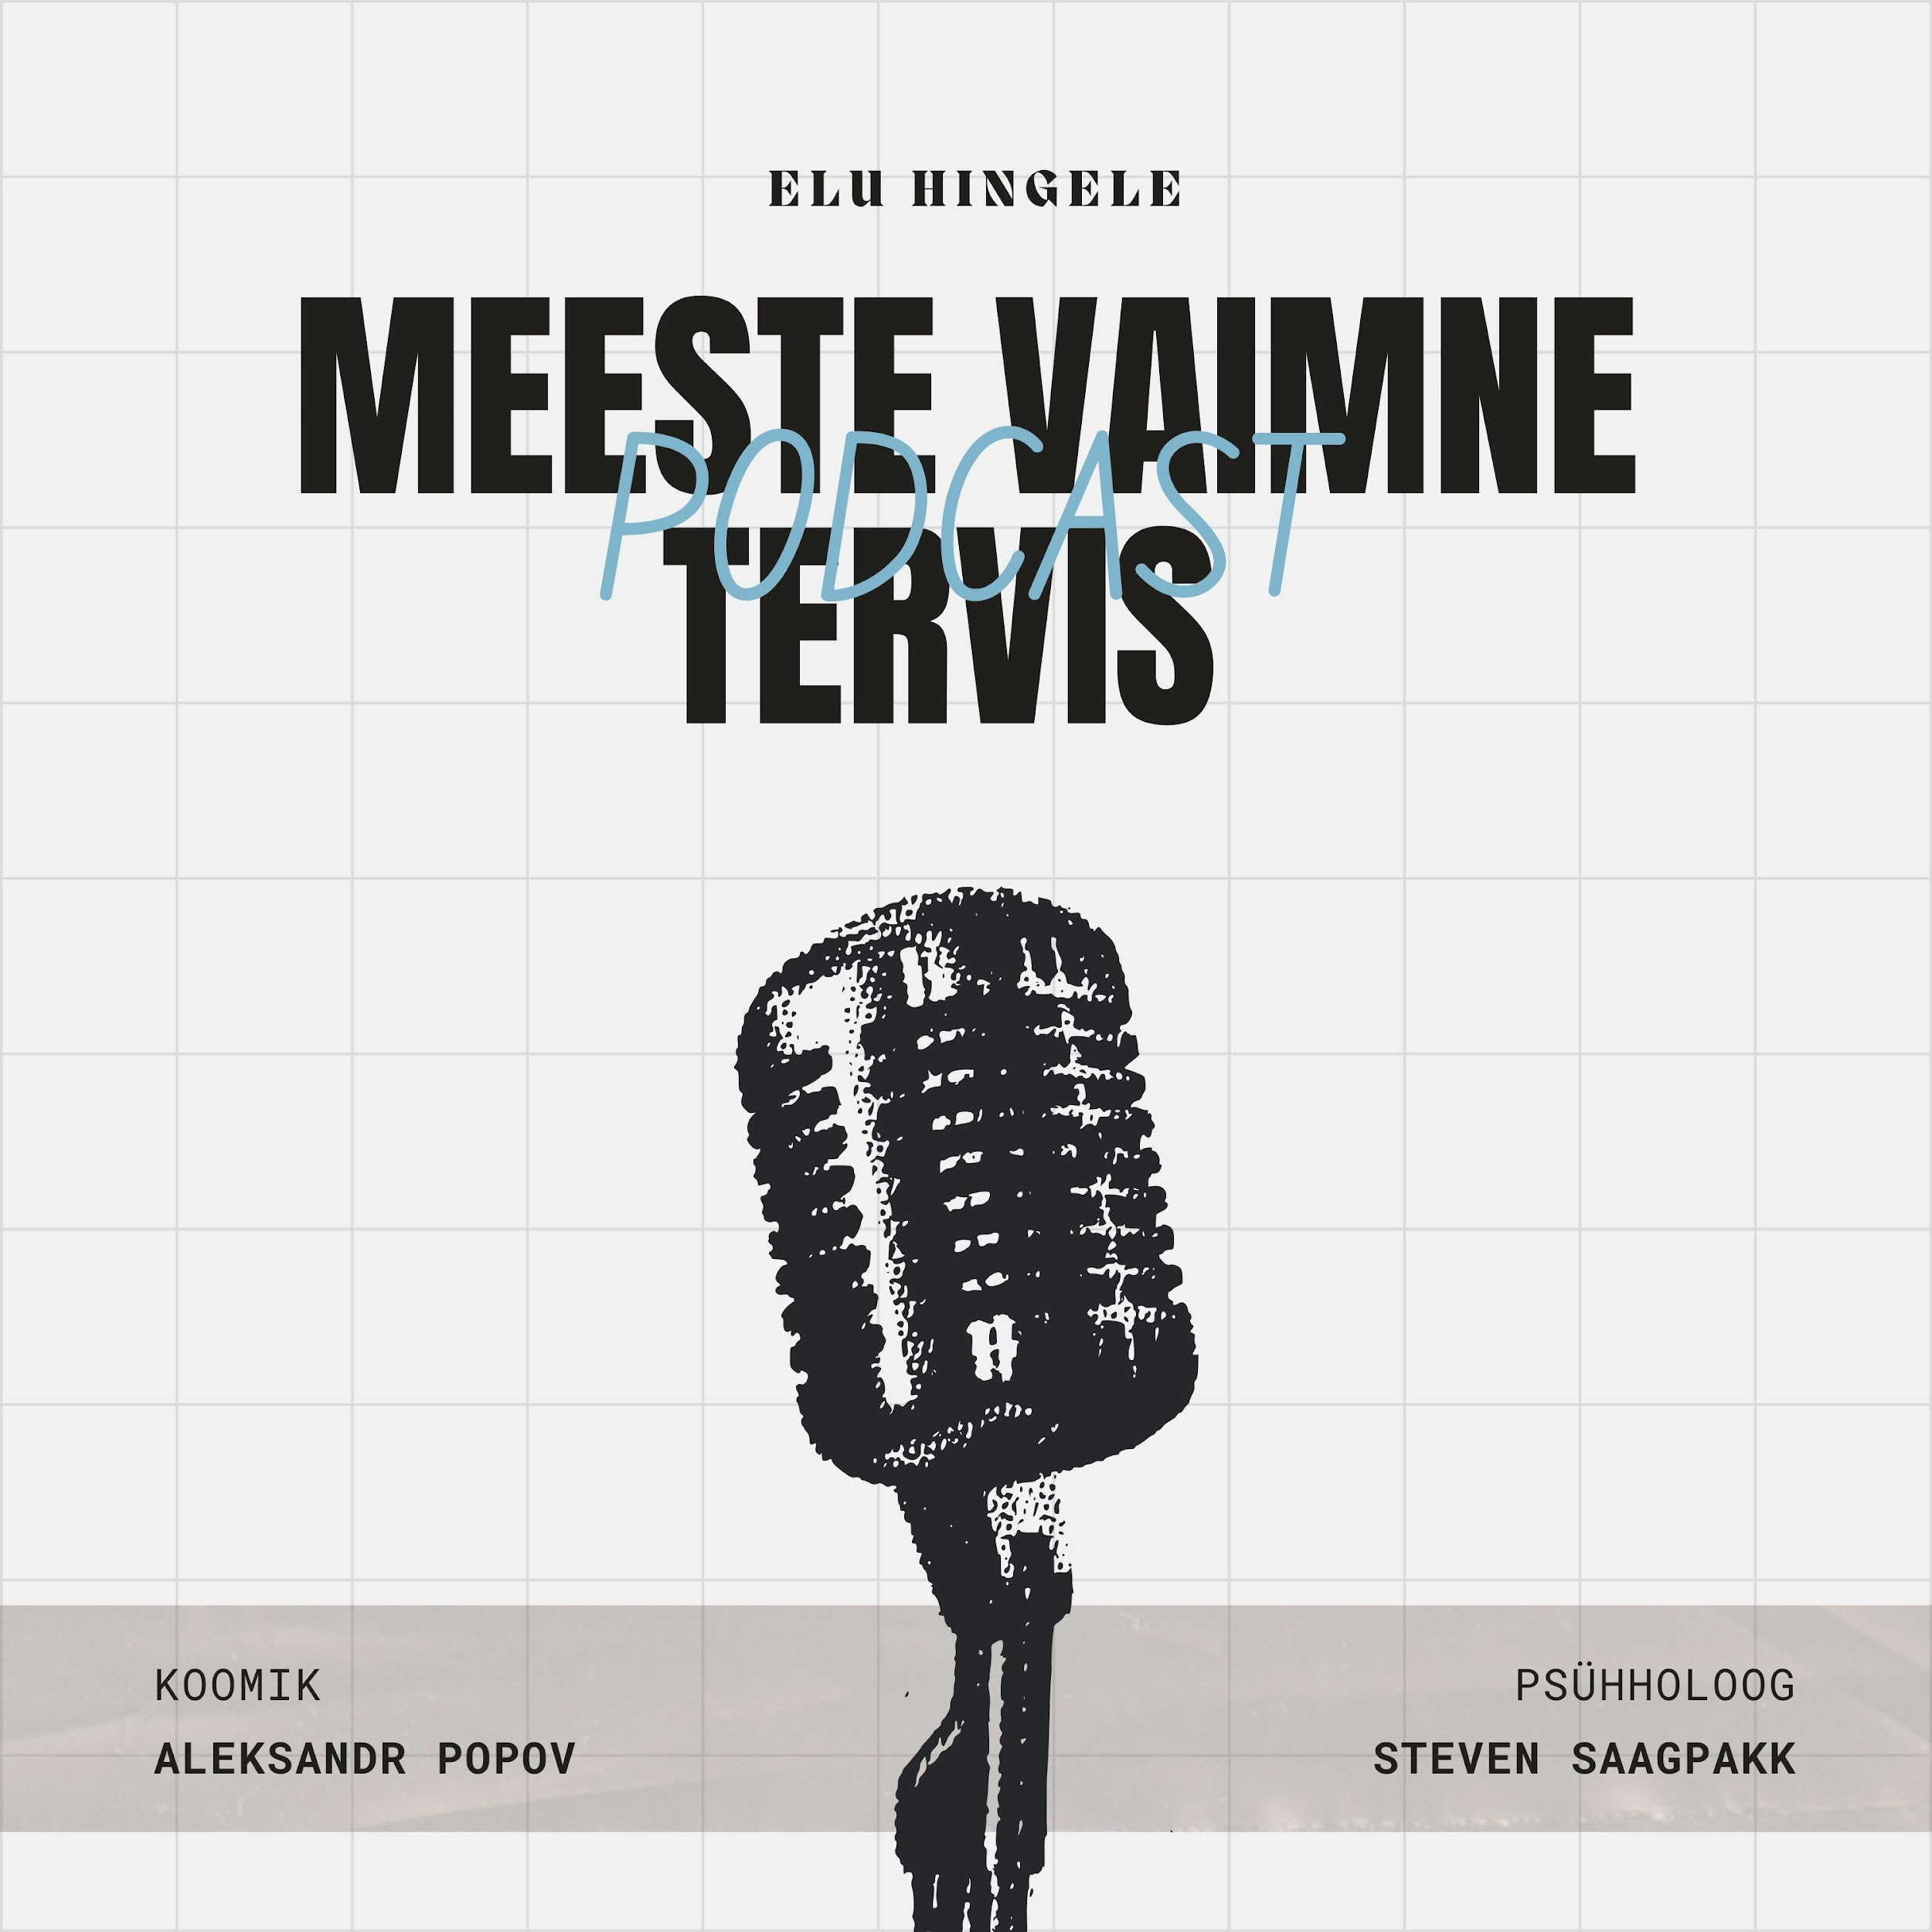 ELU HINGELE
MEESTE VAIMNE
PODCAST
TERVIS
KOOMIK
ALEKSANDR POPOV
PSÜHHOLOOG
STEVEN SAAGPAKK